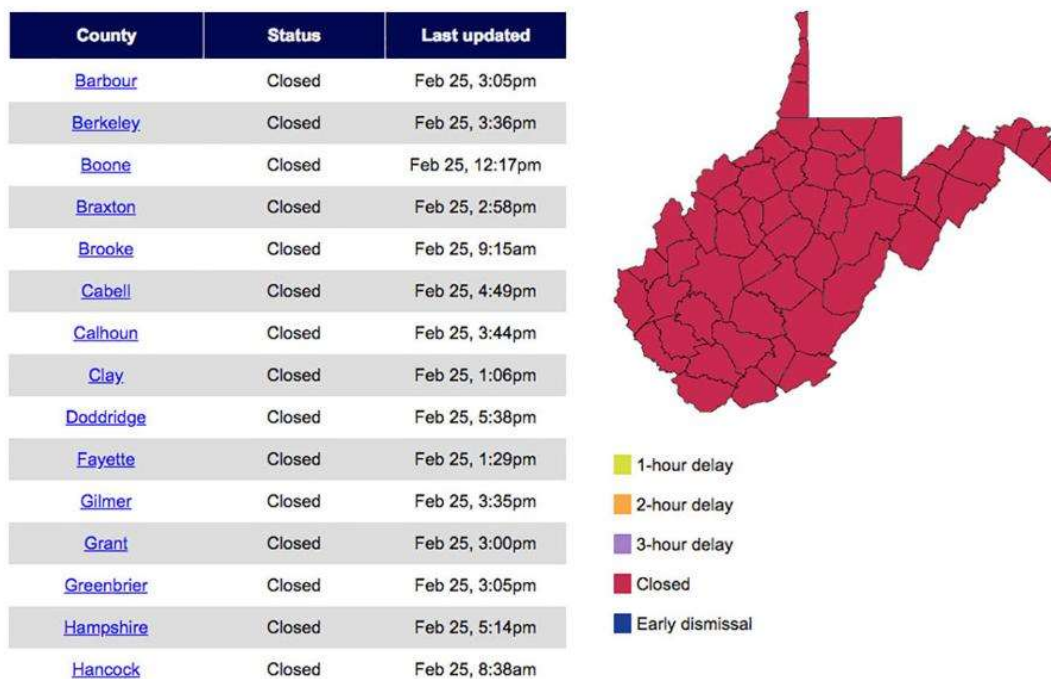 County Status Last updated
Barbour Closed Feb 25, 3:05pm
Berkeley Closed Feb 25, 3:36pm
Boone Closed Feb 25, 12:17pm
Braxton Closed Feb 25, 2:58pm
Brooke Closed Feb 25, 9:15am
Cabell Closed Feb 25, 4:49pm
Calhoun Closed Feb 25, 3:44pm
Clay Closed Feb 25, 1:06pm
Doddridge Closed Feb 25, 5:38pm
Fayette Closed Feb 25, 1:29pm
Gilmer Closed Feb 25, 3:35pm
Grant Closed Feb 25, 3:00pm
Greenbrier Closed Feb 25, 3:05pm
Hampshire Closed Feb 25, 5:14pm
Hancock Closed Feb 25, 8:38am
1-hour delay
2-hour delay
3-hour delay
Closed
Early dismissal